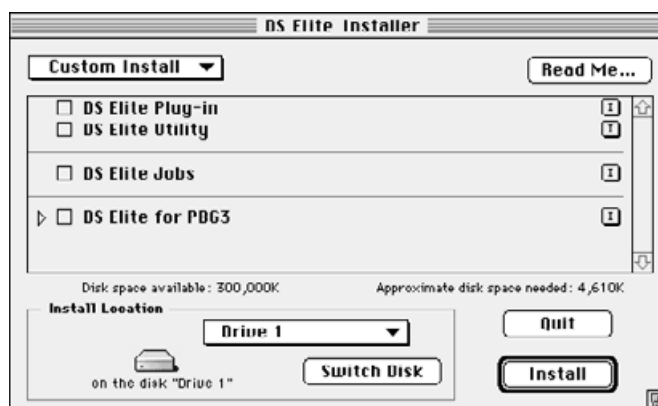 DS Elite Installer
Custom Install
Read Me...
DS Elite Plug-in
DS Elite Utility
DS Elite Jobs
DS Elite for PDG3
Disk space available: 300,000K Approximate disk space needed: 4,610K
Install Location
Drive 1
Quit
on the disk "Drive 1"
Switch Disk
Install